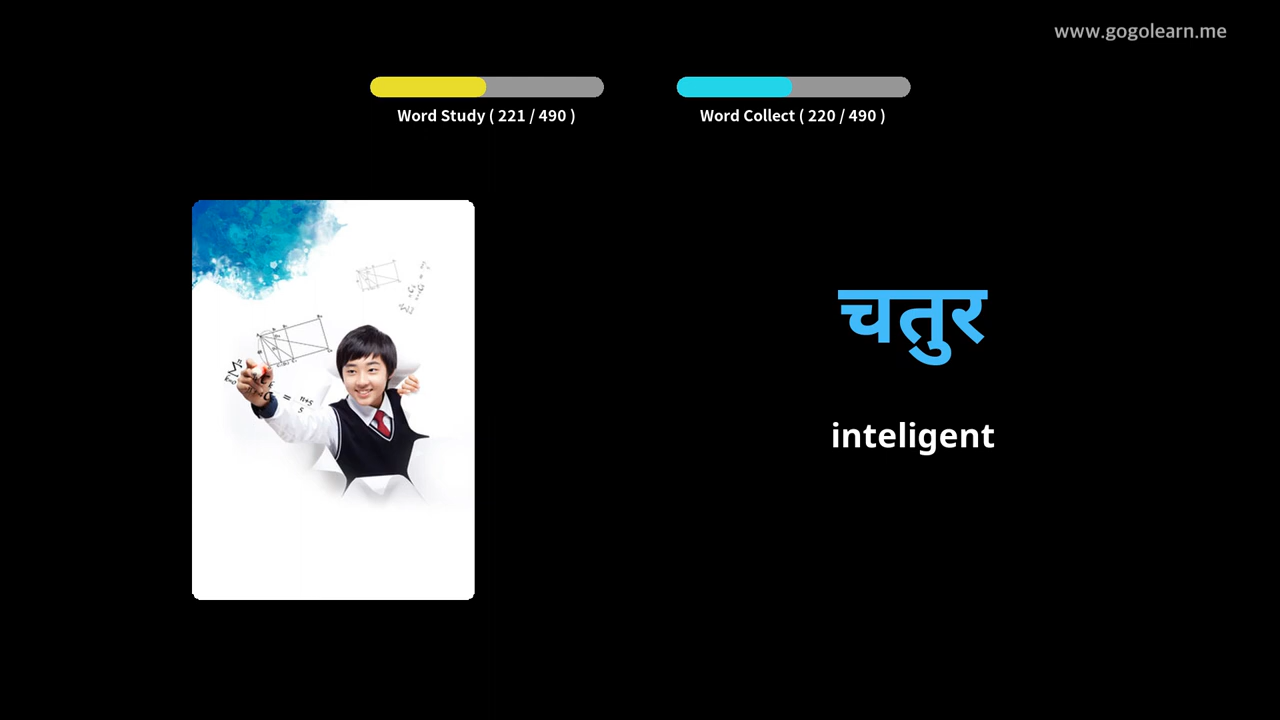 www.gogolearn.me
Word Study ( 221 / 490 )
Word Collect ( 220 / 490 )
चतुर
inteligent